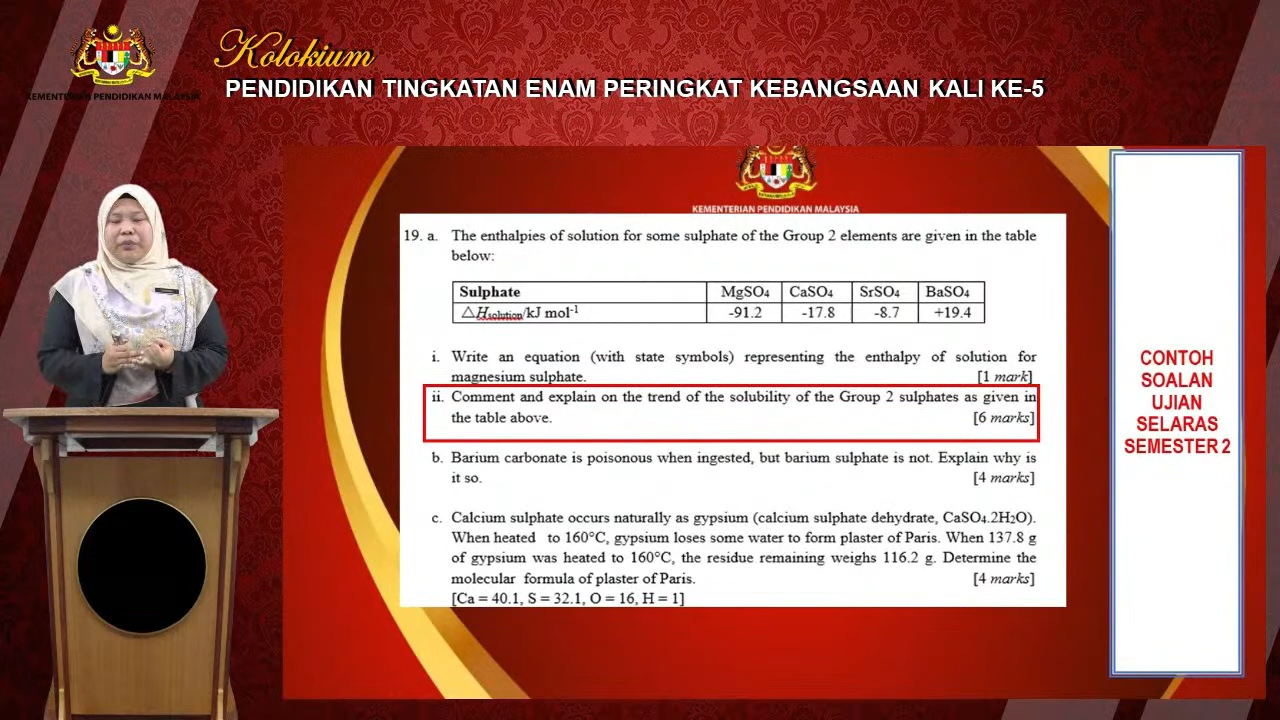 Kolokium
PENDIDIKAN TINGKATAN ENAM PERINGKAT KEBANGSAAN KALI KE-5
KEMENTERIAN PENDIDIKAN MALAYSIA
KEMENTERIAN PENDIDIKAN MALAYSIA
19. a. The enthalpies of solution for some sulphate of the Group 2 elements are given in the table
below:
Sulphate MgSO₄ CaSO₄ SrSO₄ BaSO₄
△Hsolution/kJ mol⁻¹ -91.2 -17.8 -8.7 +19.4
i. Write an equation (with state symbols) representing the enthalpy of solution for
magnesium sulphate. [1 mark]
ii. Comment and explain on the trend of the solubility of the Group 2 sulphates as given in
the table above. [6 marks]
b. Barium carbonate is poisonous when ingested, but barium sulphate is not. Explain why is
it so. [4 marks]
c. Calcium sulphate occurs naturally as gypsium (calcium sulphate dehydrate, CaSO₄.2H₂O).
When heated to 160°C, gypsium loses some water to form plaster of Paris. When 137.8 g
of gypsium was heated to 160°C, the residue remaining weighs 116.2 g. Determine the
molecular formula of plaster of Paris. [4 marks]
[Ca = 40.1, S = 32.1, O = 16, H = 1]
CONTOH
SOALAN
UJIAN
SELARAS
SEMESTER 2